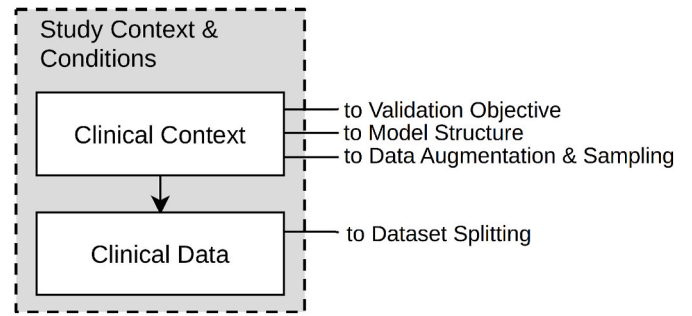 Study Context &
Conditions
Clinical Context
to Validation Objective
to Model Structure
to Data Augmentation & Sampling
Clinical Data
to Dataset Splitting